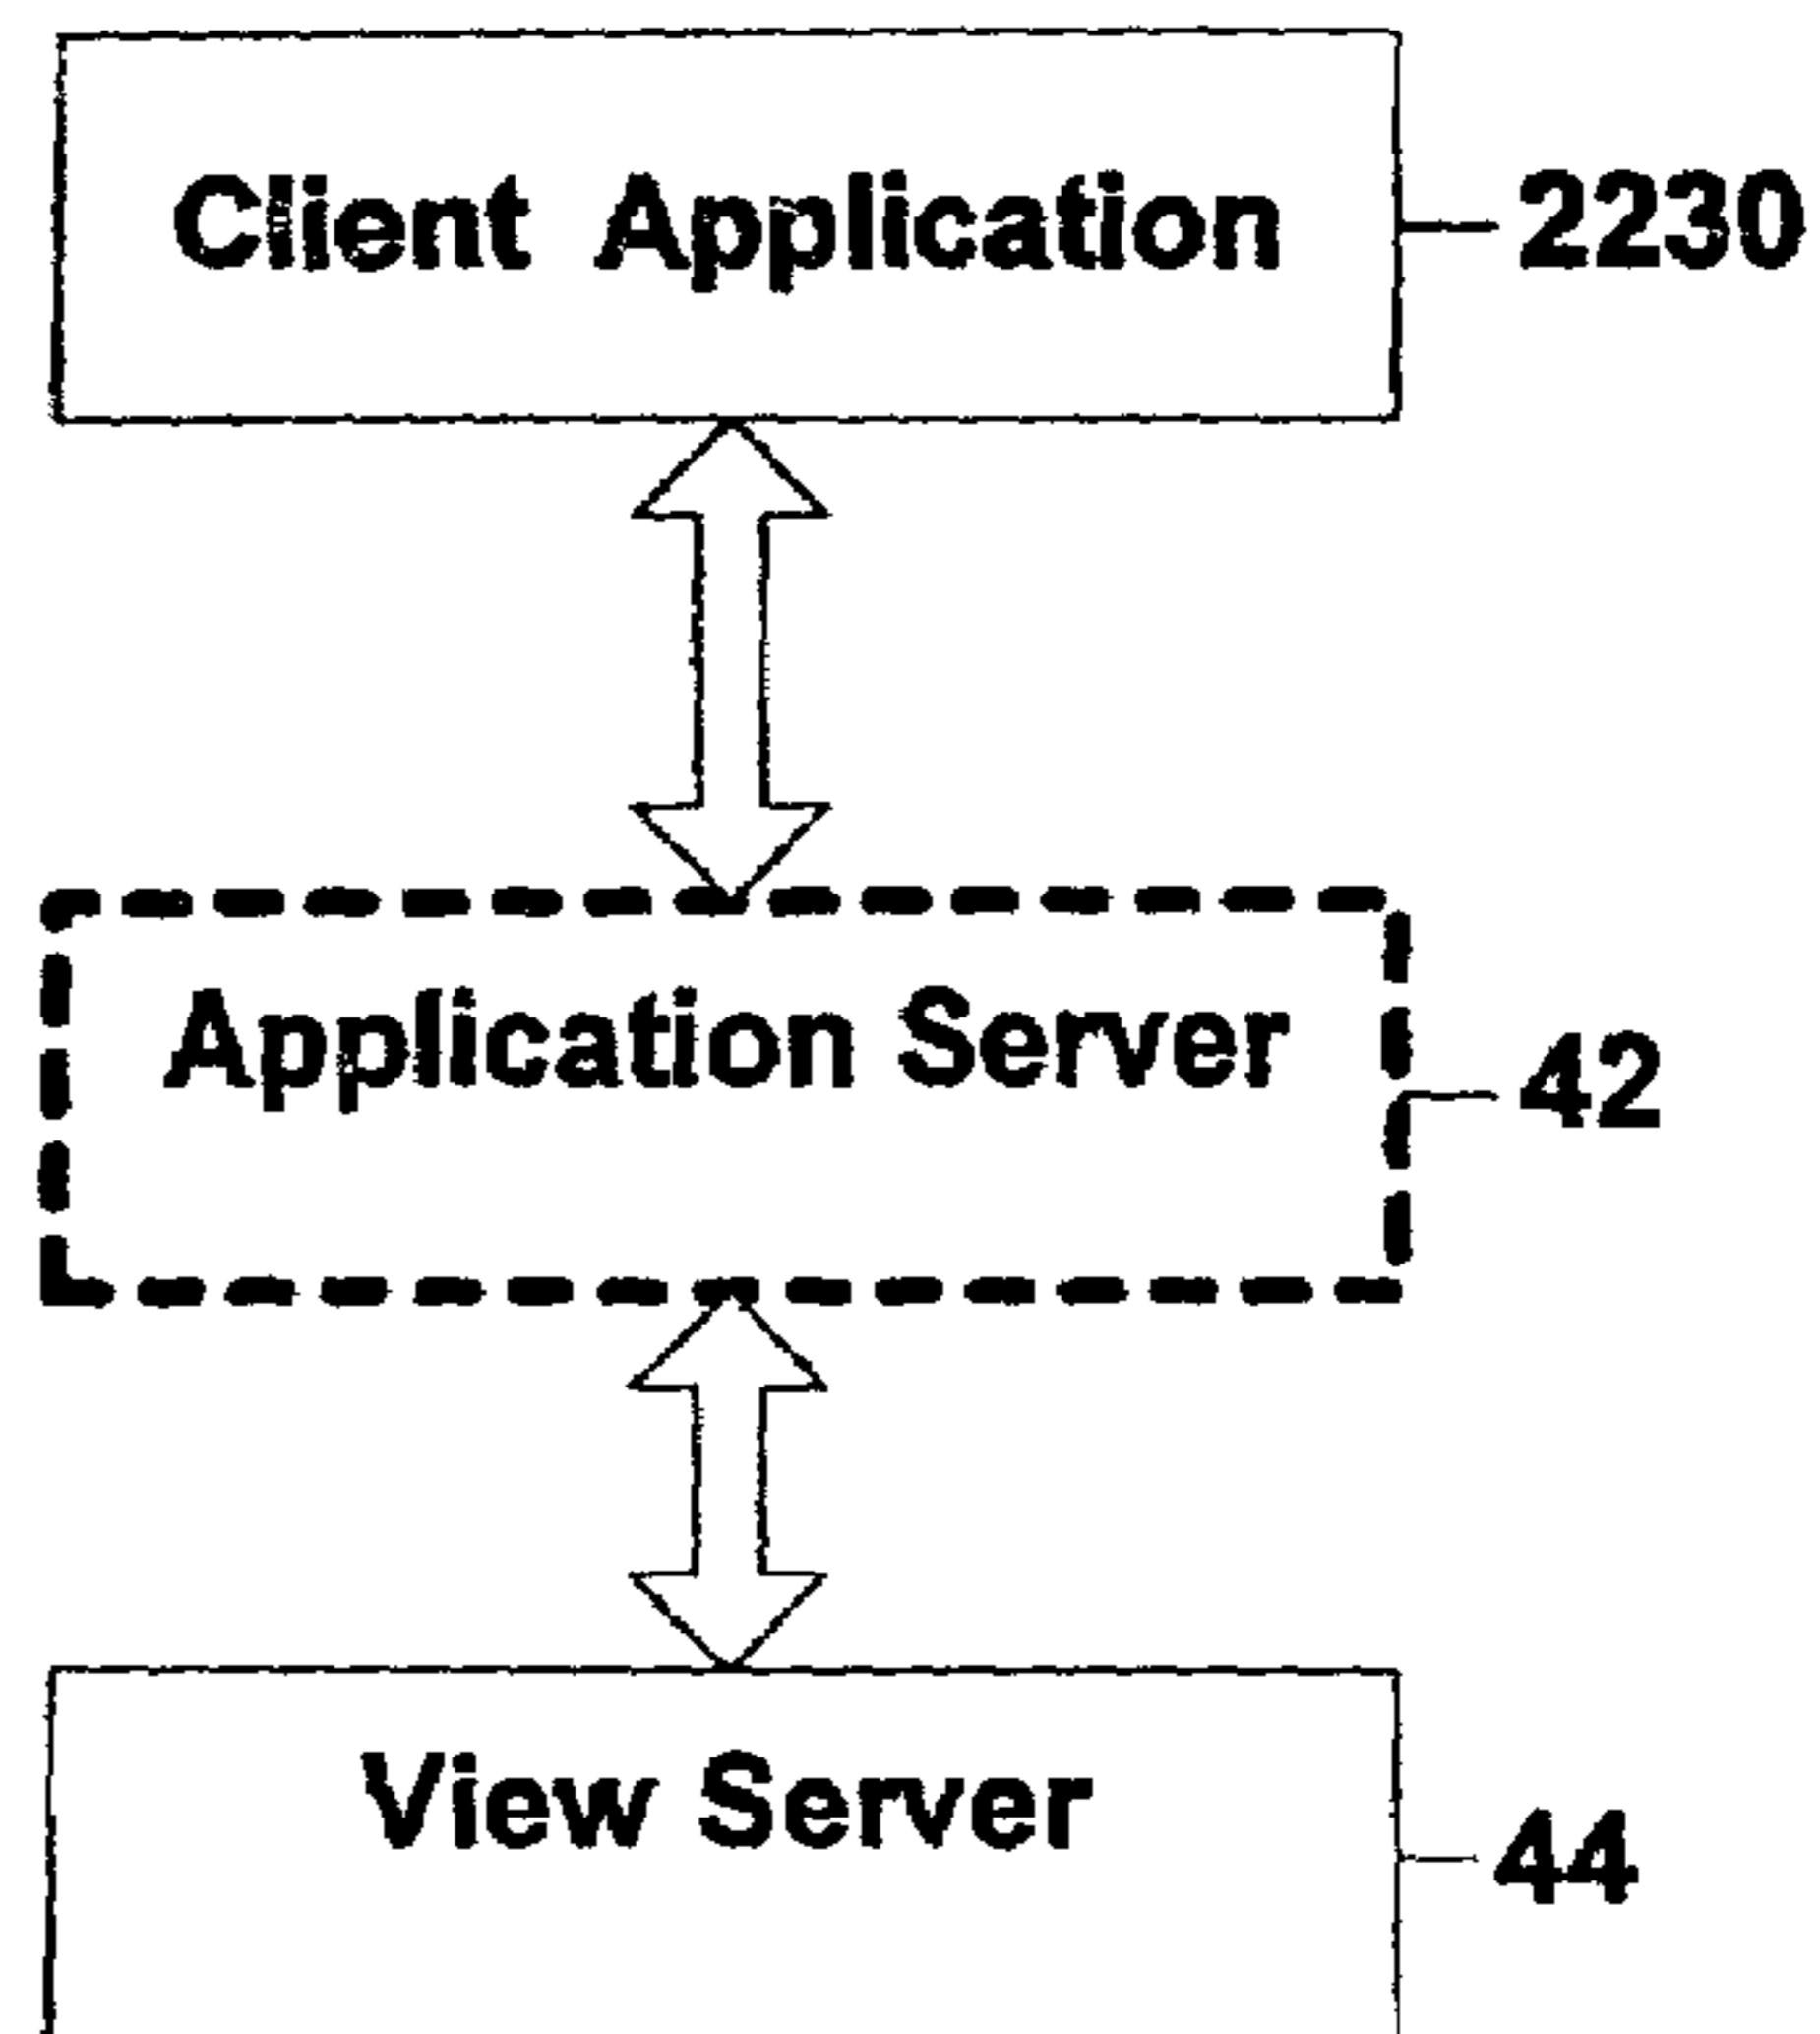 Client Application
2230
Application Server
42
View Server
44